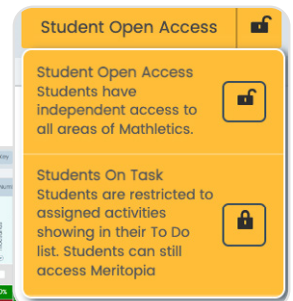 Student Open Access
Student Open Access
Students have
independent access to
all areas of Mathletics.
Students On Task
Students are restricted to
assigned activities
showing in their To Do
list. Students can still
access Meritopia